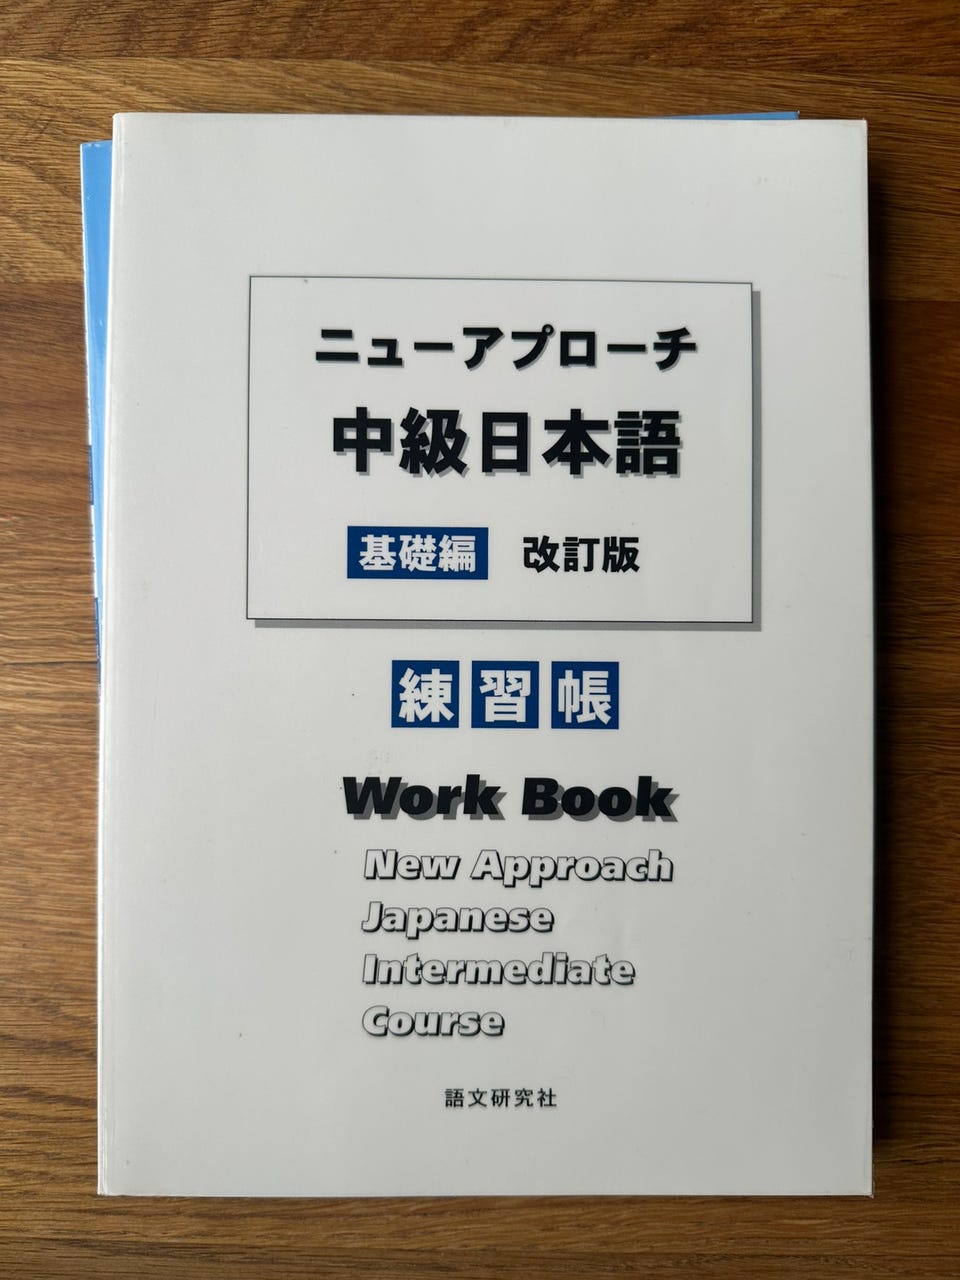 ニューアプローチ
中級日本語
基礎編 改訂版
練習帳
Work Book
New Approach
Japanese
Intermediate
Course
語文研究社